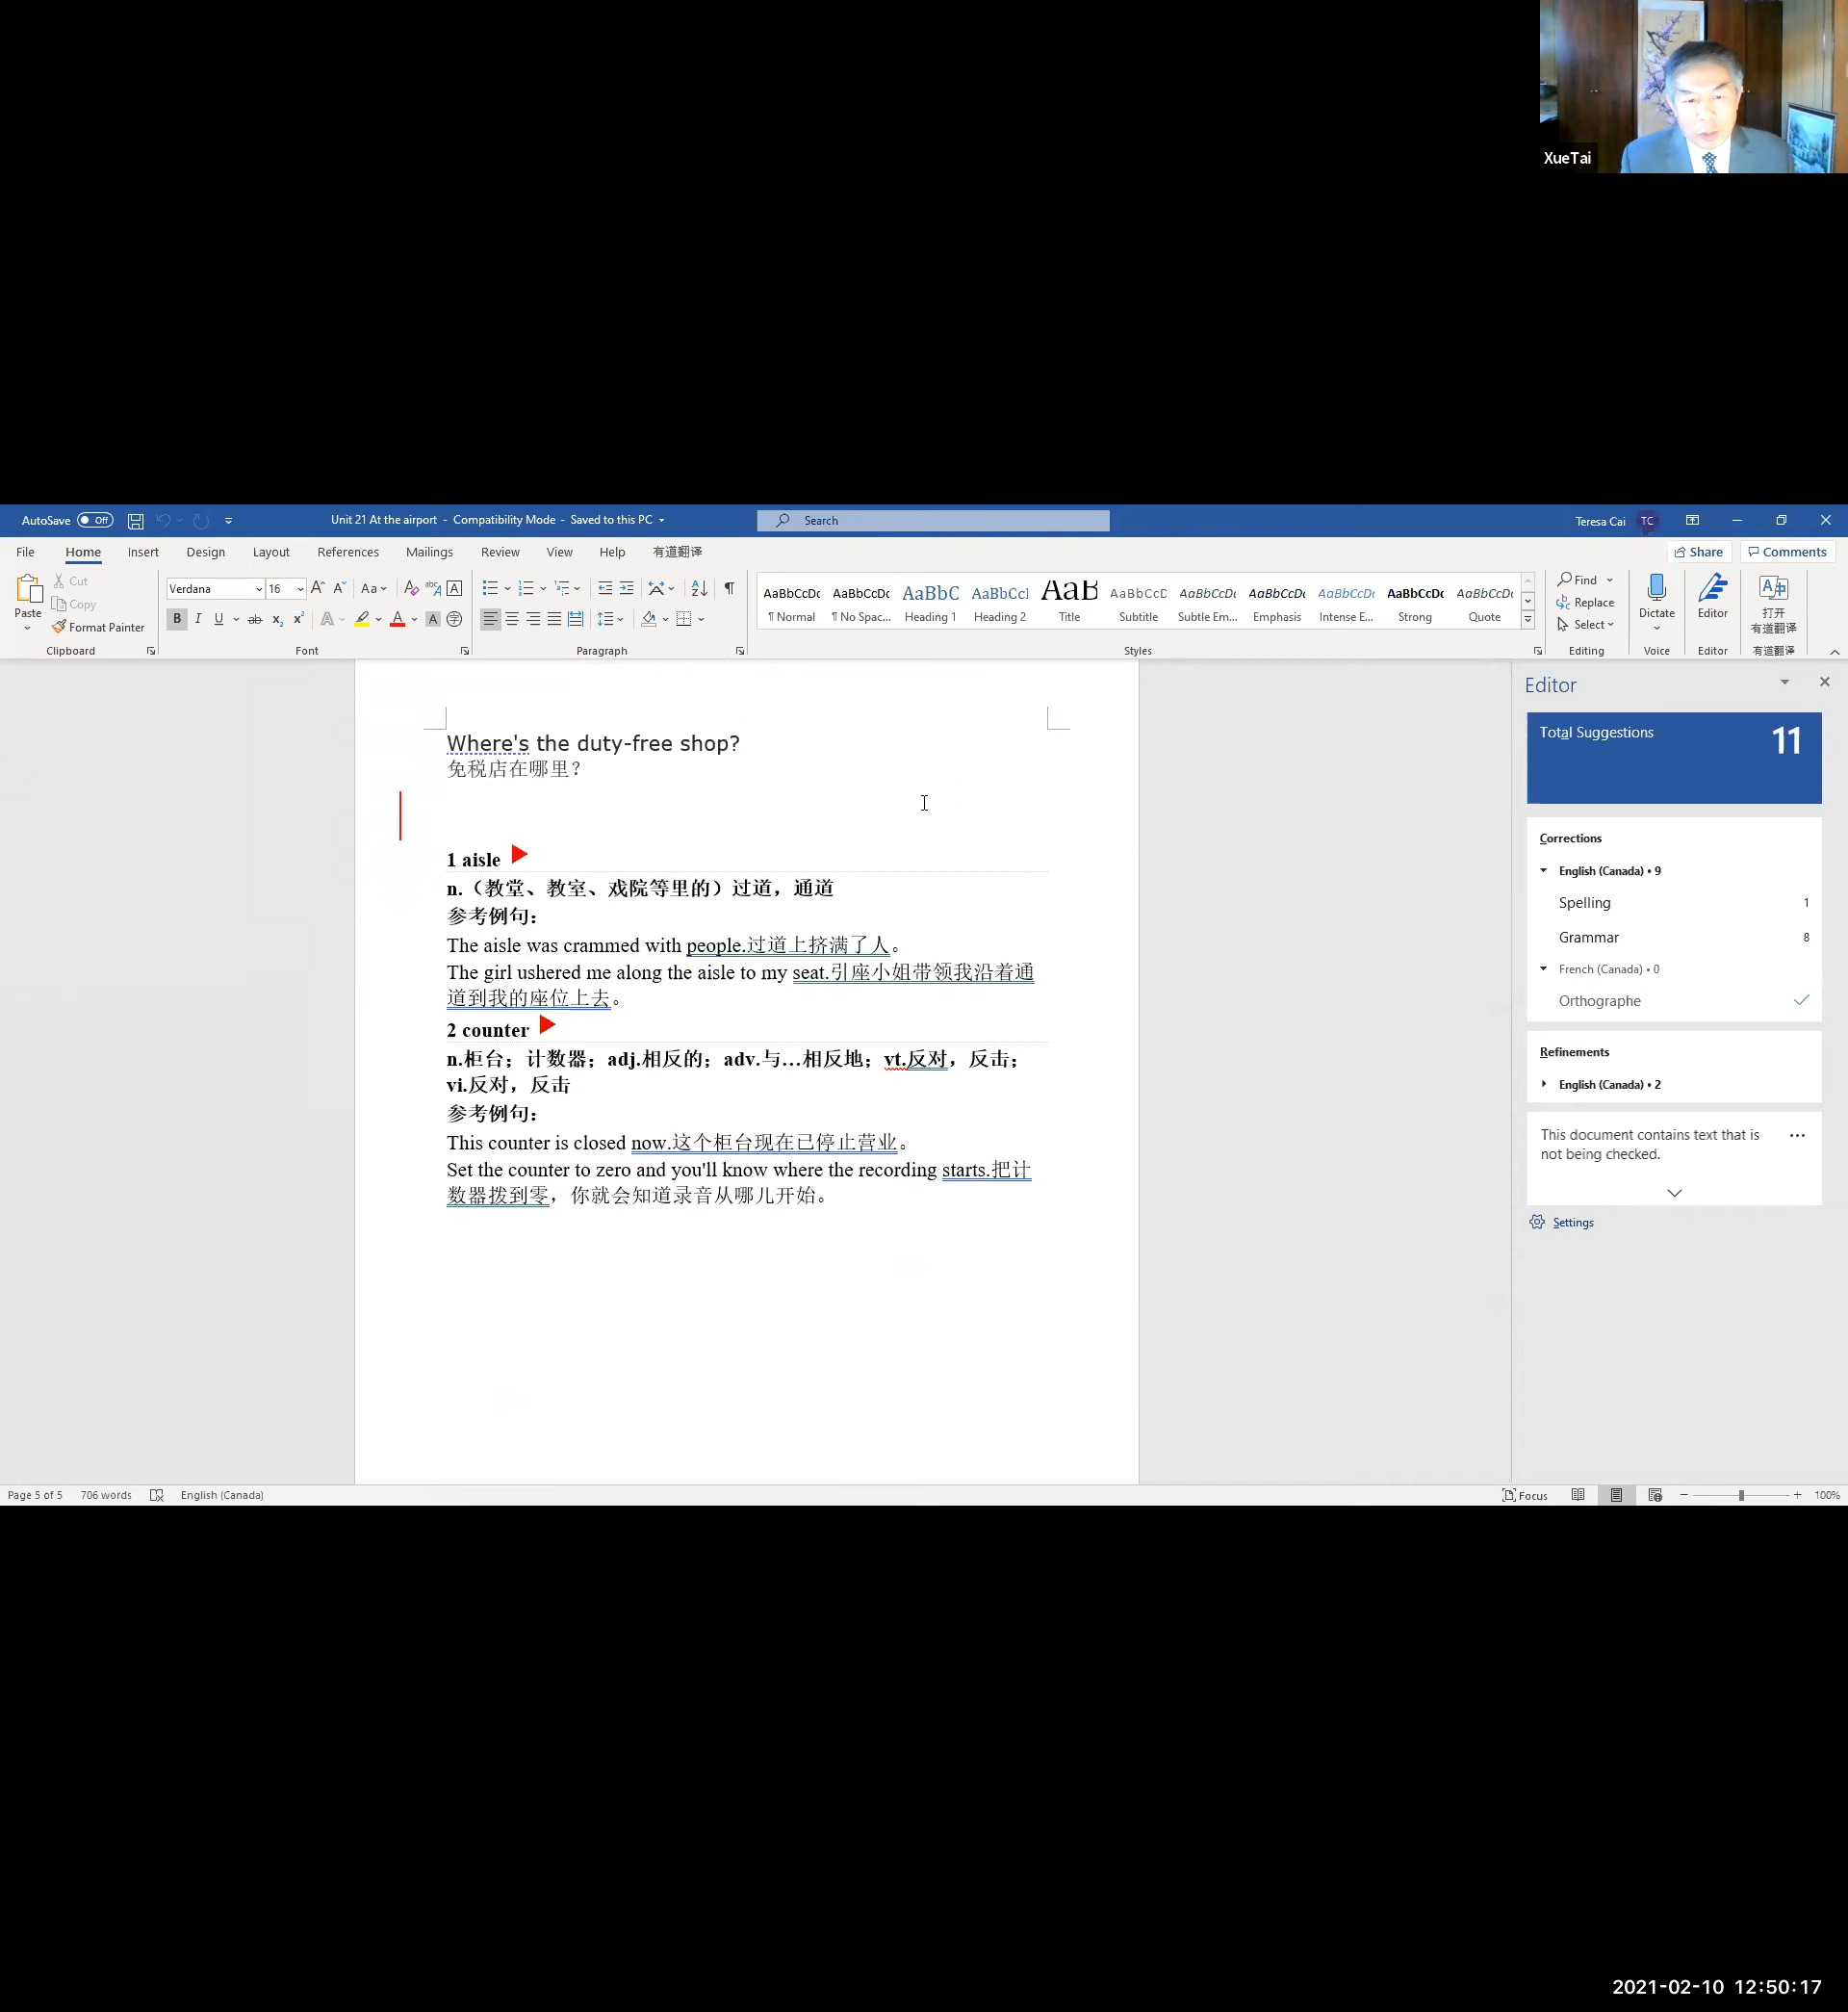 XueTai
AutoSave Off Unit 21 At the airport - Compatibility Mode - Saved to this PC Search Teresa Cai TC
File Home Insert Design Layout References Mailings Review View Help 有道翻译 Share Comments
Paste Cut Copy Format Painter
Verdana 16 Aa
AaBbCcDc AaBbCcDc AaBbC AaBbCcI AaB AaBbCcD AaBbCcDc AaBbCcDc AaBbCcDc AaBbCcDc AaBbCcDc
¶ Normal ¶ No Spac... Heading 1 Heading 2 Title Subtitle Subtle Em... Emphasis Intense E... Strong Quote
Find Replace Select Dictate Editor 打开 有道翻译
Clipboard Font Paragraph Styles Editing Voice Editor 有道翻译
Where's the duty-free shop?
免税店在哪里?
1 aisle
n.（教堂、教室、戏院等里的）过道，通道
参考例句：
The aisle was crammed with people.过道上挤满了人。
The girl ushered me along the aisle to my seat.引座小姐带领我沿着通
道到我的座位上去。
2 counter
n.柜台；计数器；adj.相反的；adv.与…相反地；vt.反对，反击；
vi.反对，反击
参考例句：
This counter is closed now.这个柜台现在已停止营业。
Set the counter to zero and you'll know where the recording starts.把计
数器拨到零，你就会知道录音从哪儿开始。
Editor
Total Suggestions 11
Corrections
English (Canada) • 9
Spelling 1
Grammar 8
French (Canada) • 0
Orthographe
Refinements
English (Canada) • 2
This document contains text that is
not being checked.
Settings
Page 5 of 5 706 words English (Canada) Focus 100%
2021-02-10 12:50:17